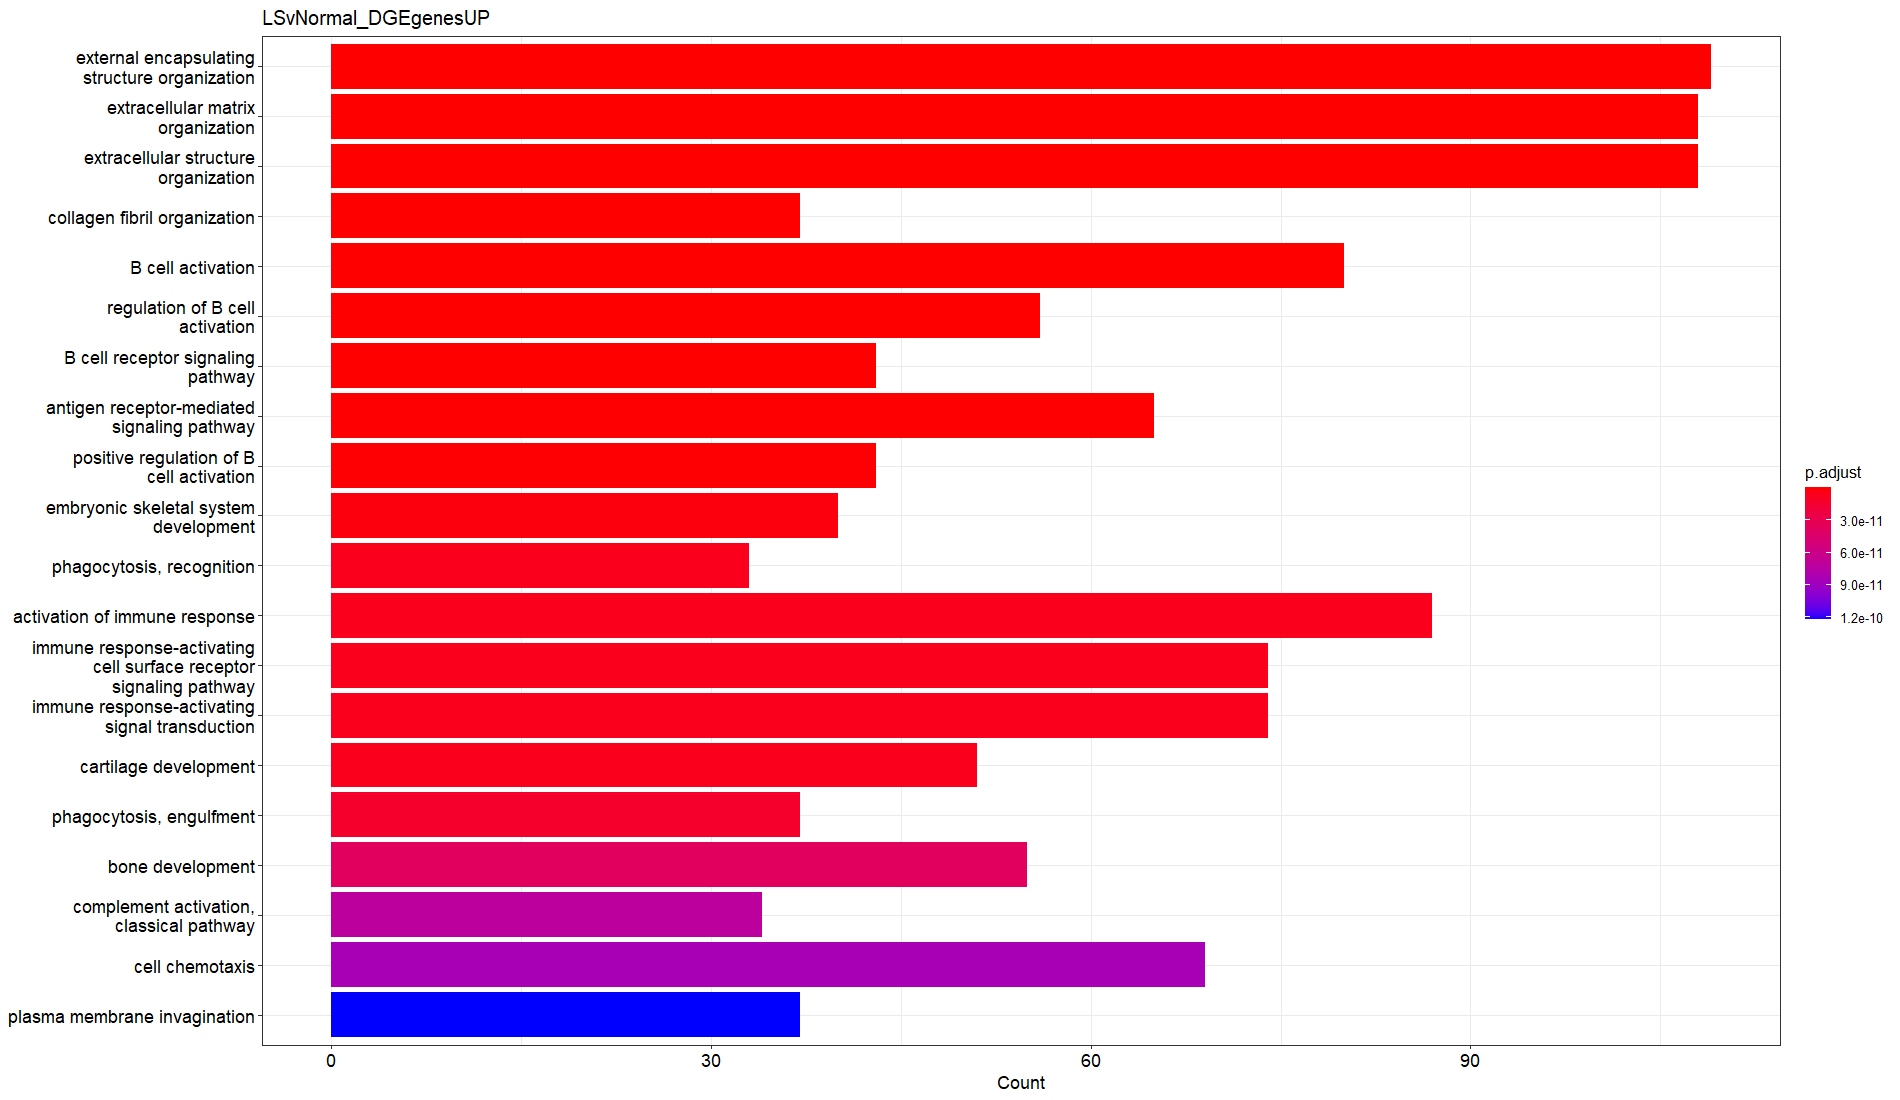 LSvNormal_DGEgenesUP
external encapsulating
structure organization
extracellular matrix
organization
extracellular structure
organization
collagen fibril organization
B cell activation
regulation of B cell
activation
B cell receptor signaling
pathway
antigen receptor-mediated
signaling pathway
positive regulation of B
cell activation
embryonic skeletal system
development
phagocytosis, recognition
activation of immune response
immune response-activating
cell surface receptor
signaling pathway
immune response-activating
signal transduction
cartilage development
phagocytosis, engulfment
bone development
complement activation,
classical pathway
cell chemotaxis
plasma membrane invagination
0
30
60
90
Count
p.adjust
3.0e-11
6.0e-11
9.0e-11
1.2e-10